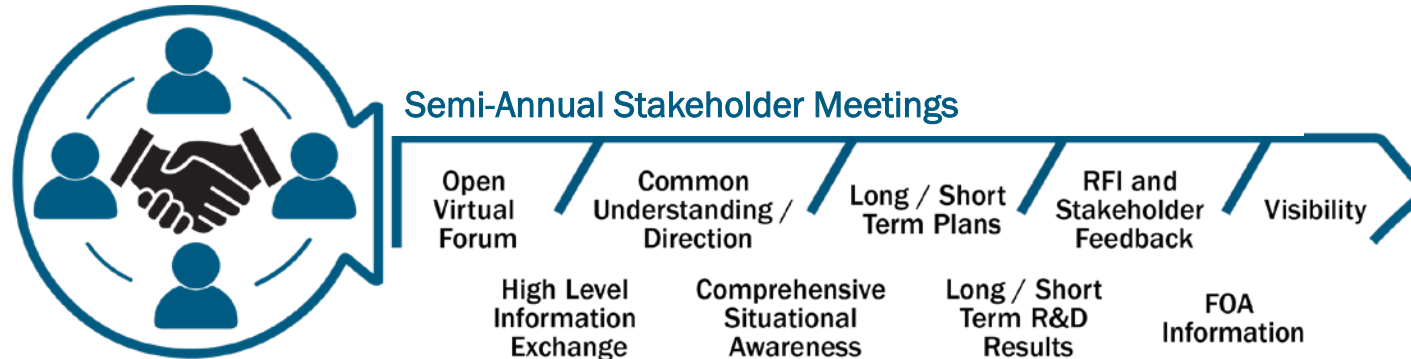 Semi-Annual Stakeholder Meetings
Open
Virtual
Forum
Common
Understanding /
Direction
Long / Short
Term Plans
RFI and
Stakeholder
Feedback
Visibility
High Level
Information
Exchange
Comprehensive
Situational
Awareness
Long / Short
Term R&D
Results
FOA
Information